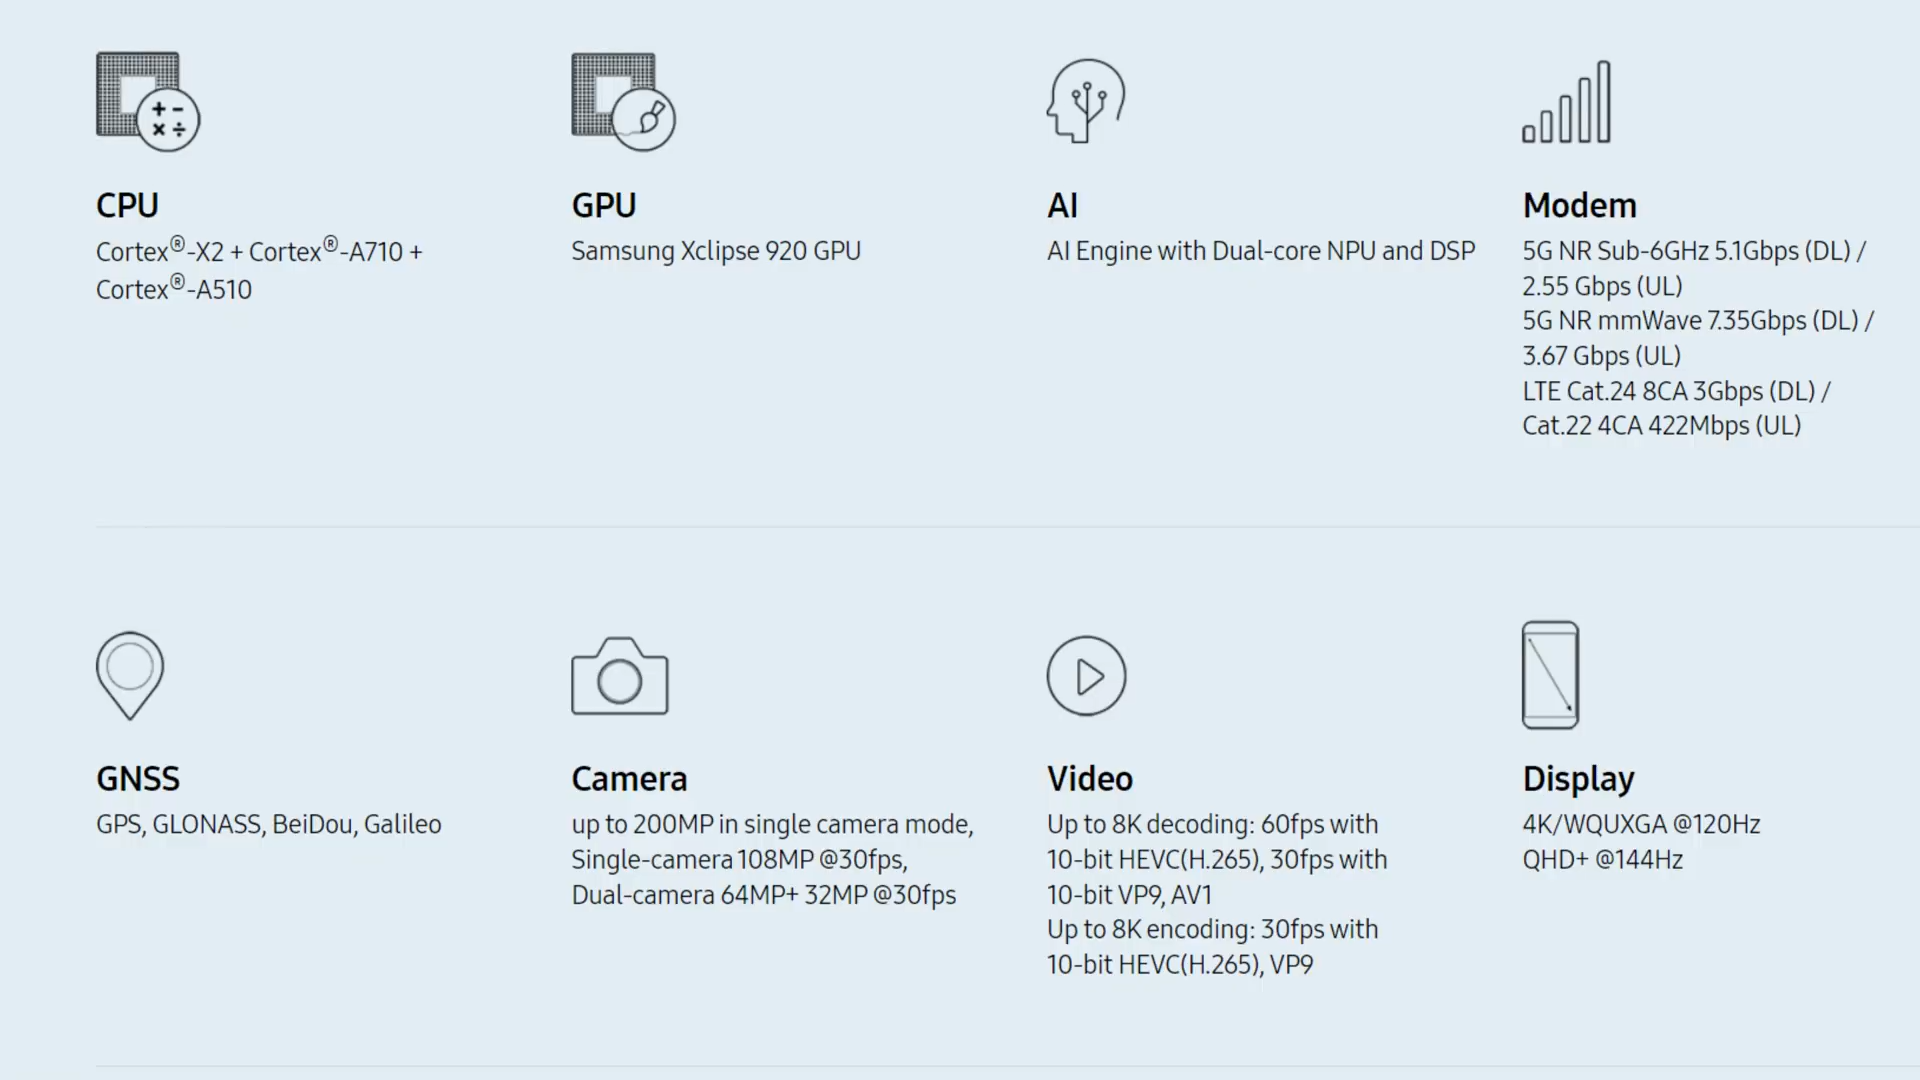 CPU
Cortex®-X2 + Cortex®-A710 +
Cortex®-A510
GPU
Samsung Xclipse 920 GPU
AI
AI Engine with Dual-core NPU and DSP
Modem
5G NR Sub-6GHz 5.1Gbps (DL) /
2.55 Gbps (UL)
5G NR mmWave 7.35Gbps (DL) /
3.67 Gbps (UL)
LTE Cat.24 8CA 3Gbps (DL) /
Cat.22 4CA 422Mbps (UL)
GNSS
GPS, GLONASS, BeiDou, Galileo
Camera
up to 200MP in single camera mode,
Single-camera 108MP @30fps,
Dual-camera 64MP+ 32MP @30fps
Video
Up to 8K decoding: 60fps with
10-bit HEVC(H.265), 30fps with
10-bit VP9, AV1
Up to 8K encoding: 30fps with
10-bit HEVC(H.265), VP9
Display
4K/WQUXGA @120Hz
QHD+ @144Hz